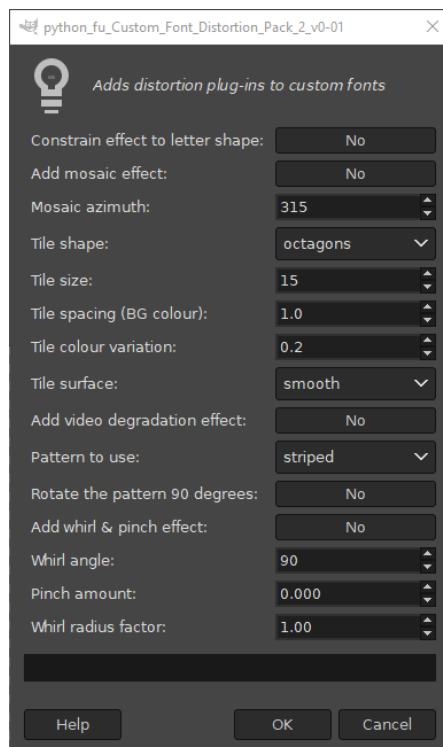 python_fu_Custom_Font_Distortion_Pack_2_v0-01
Adds distortion plug-ins to custom fonts
Constrain effect to letter shape: No
Add mosaic effect: No
Mosaic azimuth: 315
Tile shape: octagons
Tile size: 15
Tile spacing (BG colour): 1.0
Tile colour variation: 0.2
Tile surface: smooth
Add video degradation effect: No
Pattern to use: striped
Rotate the pattern 90 degrees: No
Add whirl & pinch effect: No
Whirl angle: 90
Pinch amount: 0.000
Whirl radius factor: 1.00
Help OK Cancel